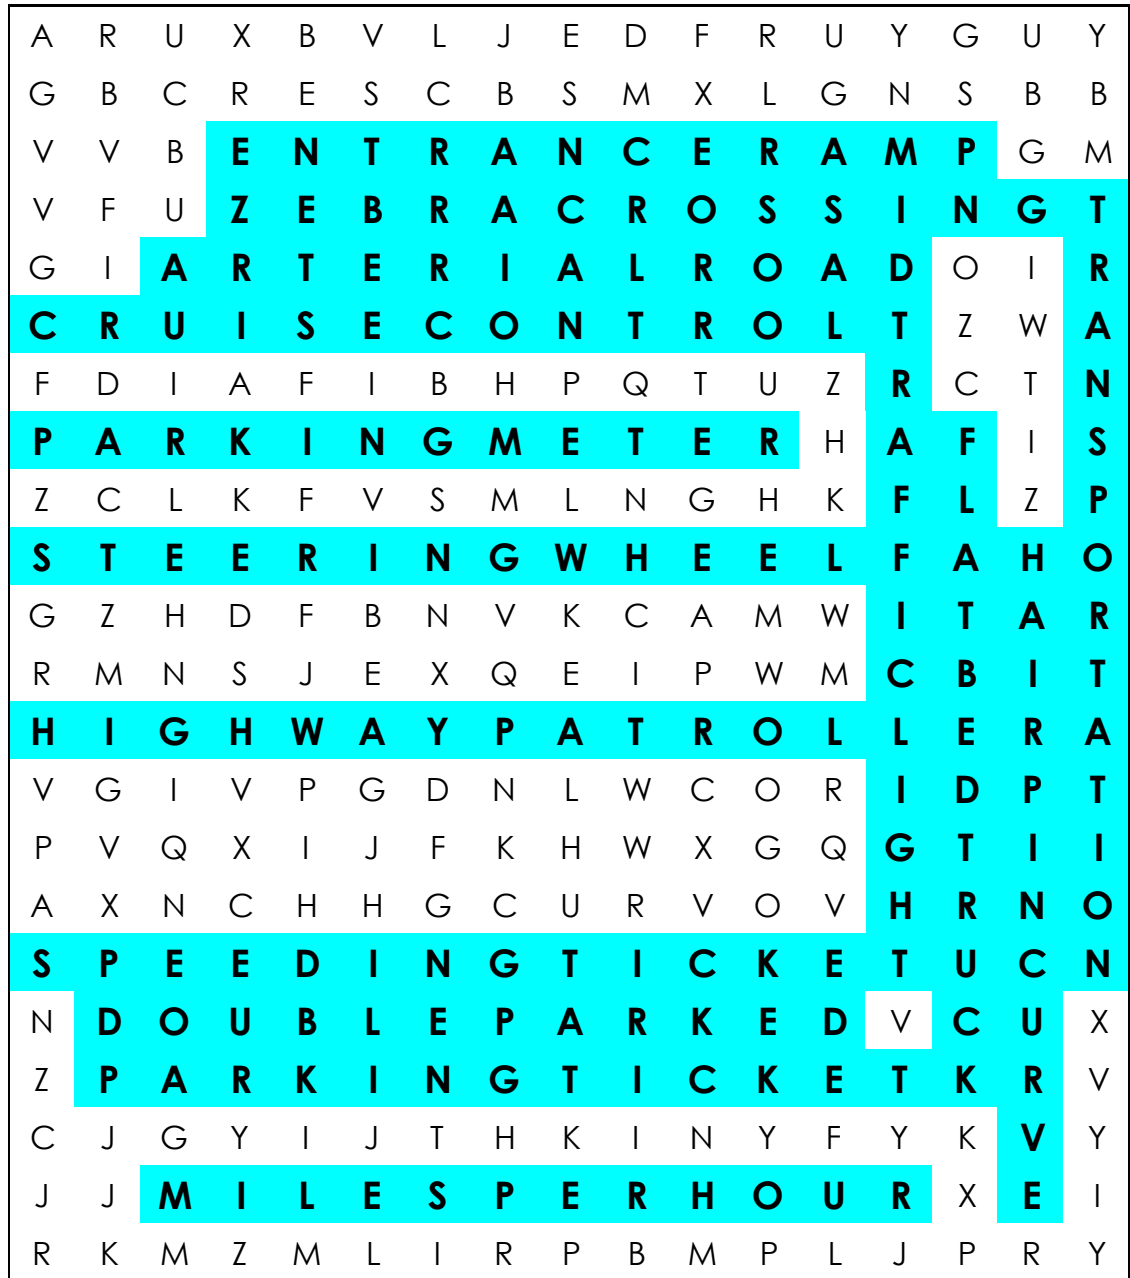 A R U X B V L J E D F R U Y G U Y
G B C R E S C B S M X L G N S B B
V V B E N T R A N C E R A M P G M
V F U Z E B R A C R O S S I N G T
G I A R T E R I A L R O A D O I R
C R U I S E C O N T R O L T Z W A
F D I A F I B H P Q T U Z R C T N
P A R K I N G M E T E R H A F I S
Z C L K F V S M L N G H K F L Z P
S T E E R I N G W H E E L F A H O
G Z H D F B N V K C A M W I T A R
R M N S J E X Q E I P W M C B I T
H I G H W A Y P A T R O L L E R A
V G I V P G D N L W C O R I D P T
P V Q X I J F K H W X G Q G T I I
A X N C H H G C U R V O V H R N O
S P E E D I N G T I C K E T U C N
N D O U B L E P A R K E D V C U X
Z P A R K I N G T I C K E T K R V
C J G Y I J T H K I N Y F Y K V Y
J J M I L E S P E R H O U R X E I
R K M Z M L I R P B M P L J P R Y